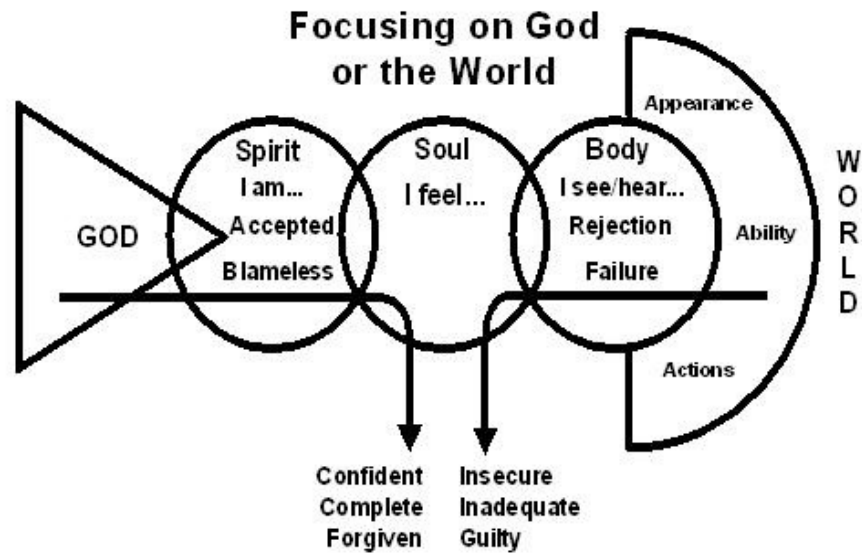 Focusing on God
or the World
GOD
Spirit
I am...
Accepted
Blameless
Soul
I feel...
Body
I see/hear...
Rejection
Failure
Appearance
Ability
Actions
WORLD
Confident
Complete
Forgiven
Insecure
Inadequate
Guilty